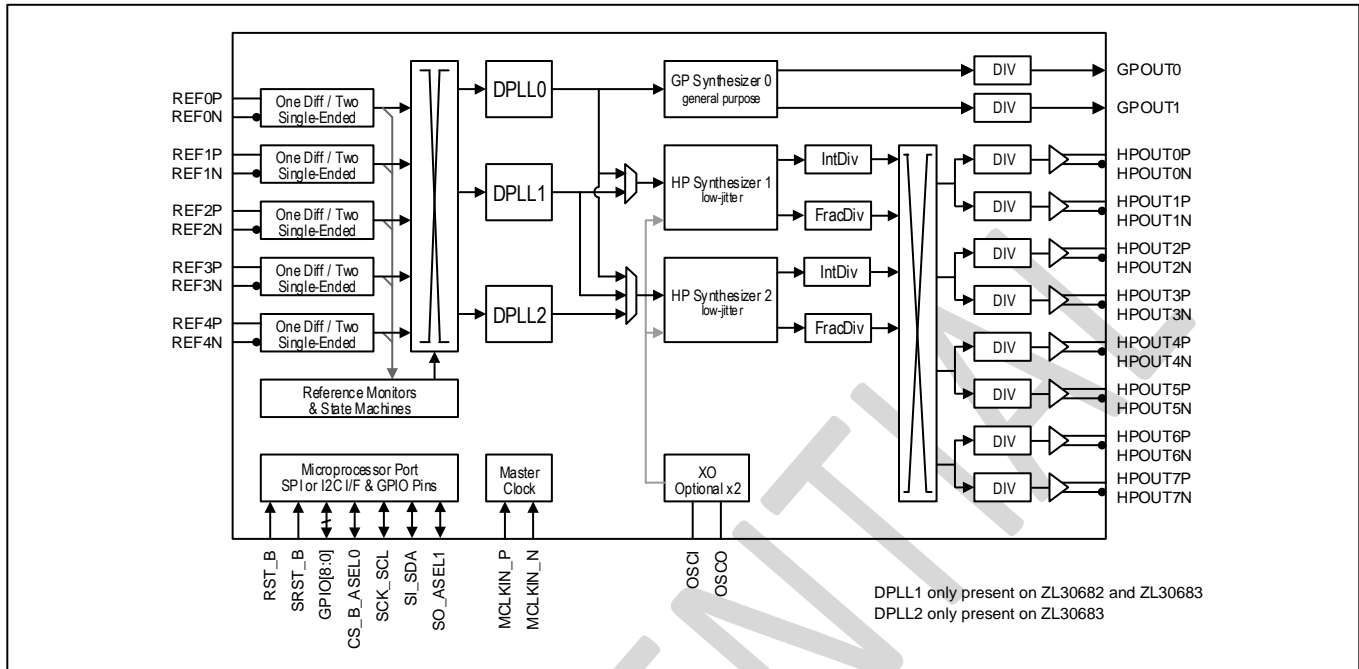 REF0P
REF0N
One Diff / Two
Single-Ended
REF1P
REF1N
One Diff / Two
Single-Ended
REF2P
REF2N
One Diff / Two
Single-Ended
REF3P
REF3N
One Diff / Two
Single-Ended
REF4P
REF4N
One Diff / Two
Single-Ended
Reference Monitors
& State Machines
DPLL0
DPLL1
DPLL2
GP Synthesizer 0
general purpose
HP Synthesizer 1
low-jitter
HP Synthesizer 2
low-jitter
IntDiv
FracDiv
IntDiv
FracDiv
DIV
GPOUT0
DIV
GPOUT1
DIV
HPOUT0P
HPOUT0N
DIV
HPOUT1P
HPOUT1N
DIV
HPOUT2P
HPOUT2N
DIV
HPOUT3P
HPOUT3N
DIV
HPOUT4P
HPOUT4N
DIV
HPOUT5P
HPOUT5N
DIV
HPOUT6P
HPOUT6N
DIV
HPOUT7P
HPOUT7N
Microprocessor Port
SPI or I2C I/F & GPIO Pins
Master
Clock
XO
Optional x2
RST_B
SRST_B
GPIO[8:0]
CS_B_ASEL0
SCK_SCL
SI_SDA
SO_ASEL1
MCLKIN_P
MCLKIN_N
OSCI
OSCO
DPLL1 only present on ZL30682 and ZL30683
DPLL2 only present on ZL30683
NTIAL